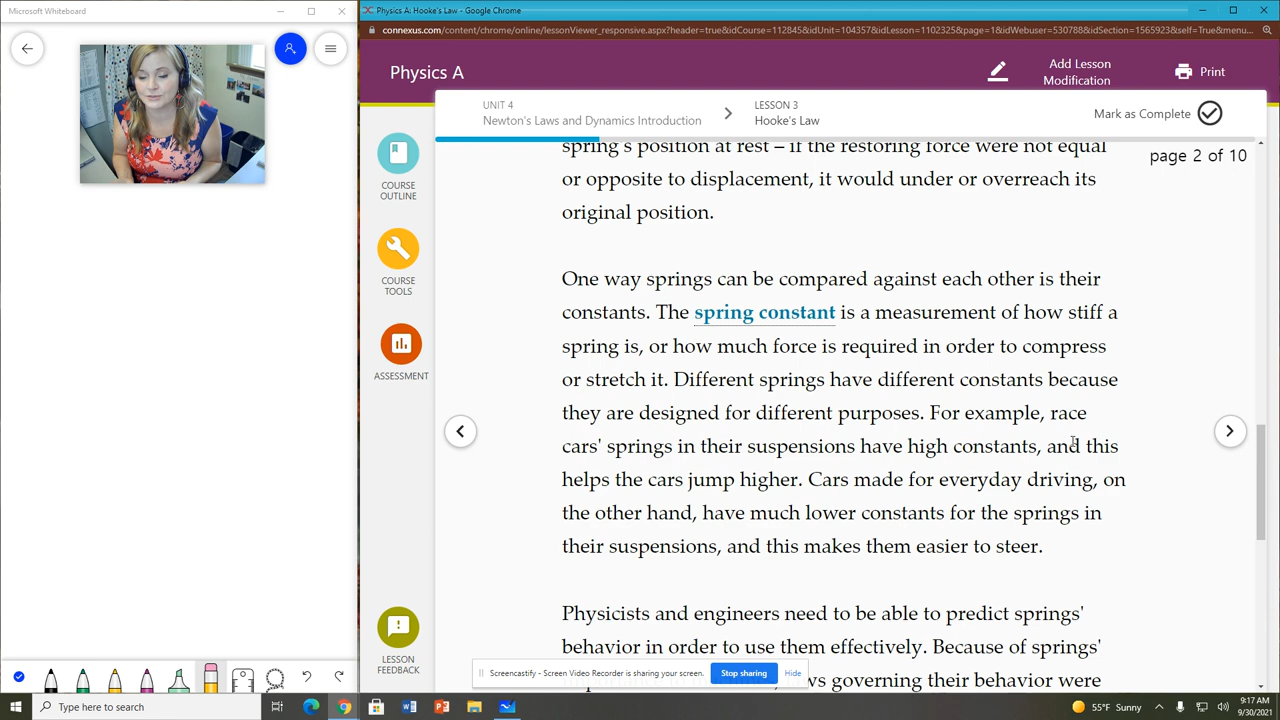 Microsoft Whiteboard
Physics A: Hooke's Law - Google Chrome
connexus.com/content/chrome/online/lessonViewer_responsive.aspx?header=true&idCourse=112845&idUnit=104357&idLesson=1102325&page=1&idWebuser=530788&idSection=1565923&self=True&menu...
Physics A
Add Lesson
Modification
Print
UNIT 4
Newton's Laws and Dynamics Introduction
LESSON 3
Hooke's Law
Mark as Complete
page 2 of 10
COURSE
OUTLINE
COURSE
TOOLS
ASSESSMENT
LESSON
FEEDBACK
spring's position at rest – if the restoring force were not equal
or opposite to displacement, it would under or overreach its
original position.
One way springs can be compared against each other is their
constants. The spring constant is a measurement of how stiff a
spring is, or how much force is required in order to compress
or stretch it. Different springs have different constants because
they are designed for different purposes. For example, race
cars' springs in their suspensions have high constants, and this
helps the cars jump higher. Cars made for everyday driving, on
the other hand, have much lower constants for the springs in
their suspensions, and this makes them easier to steer.
Physicists and engineers need to be able to predict springs'
behavior in order to use them effectively. Because of springs'
governing their behavior were
Screencastify - Screen Video Recorder is sharing your screen.
Stop sharing
Hide
Type here to search
55°F Sunny
9:17 AM
9/30/2021